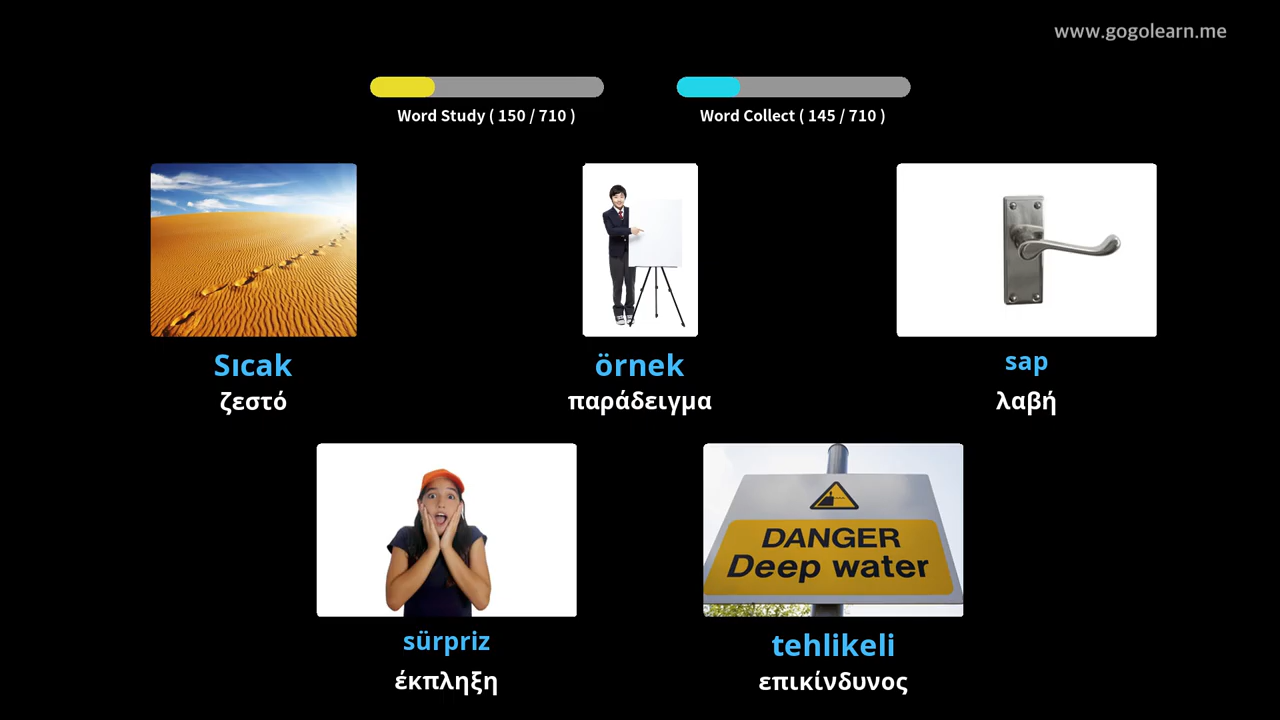 www.gogolearn.me
Word Study ( 150 / 710 )
Word Collect ( 145 / 710 )
Sıcak
ζεστό
örnek
παράδειγμα
sap
λαβή
DANGER
Deep water
sürpriz
έκπληξη
tehlikeli
επικίνδυνος